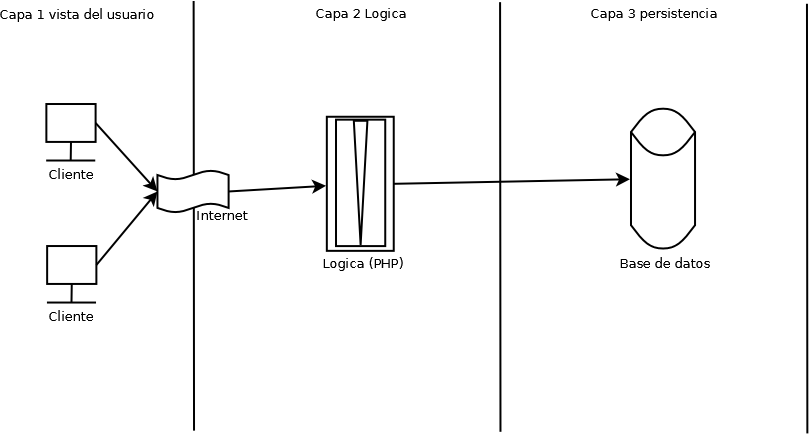 Capa 1 vista del usuario
Capa 2 Logica
Capa 3 persistencia
Cliente
Internet
Logica (PHP)
Base de datos
Cliente